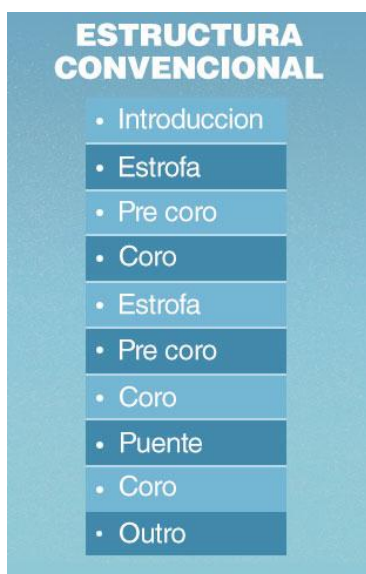 ESTRUCTURA
CONVENCIONAL
• Introduccion
• Estrofa
• Pre coro
• Coro
• Estrofa
• Pre coro
• Coro
• Puente
• Coro
• Outro